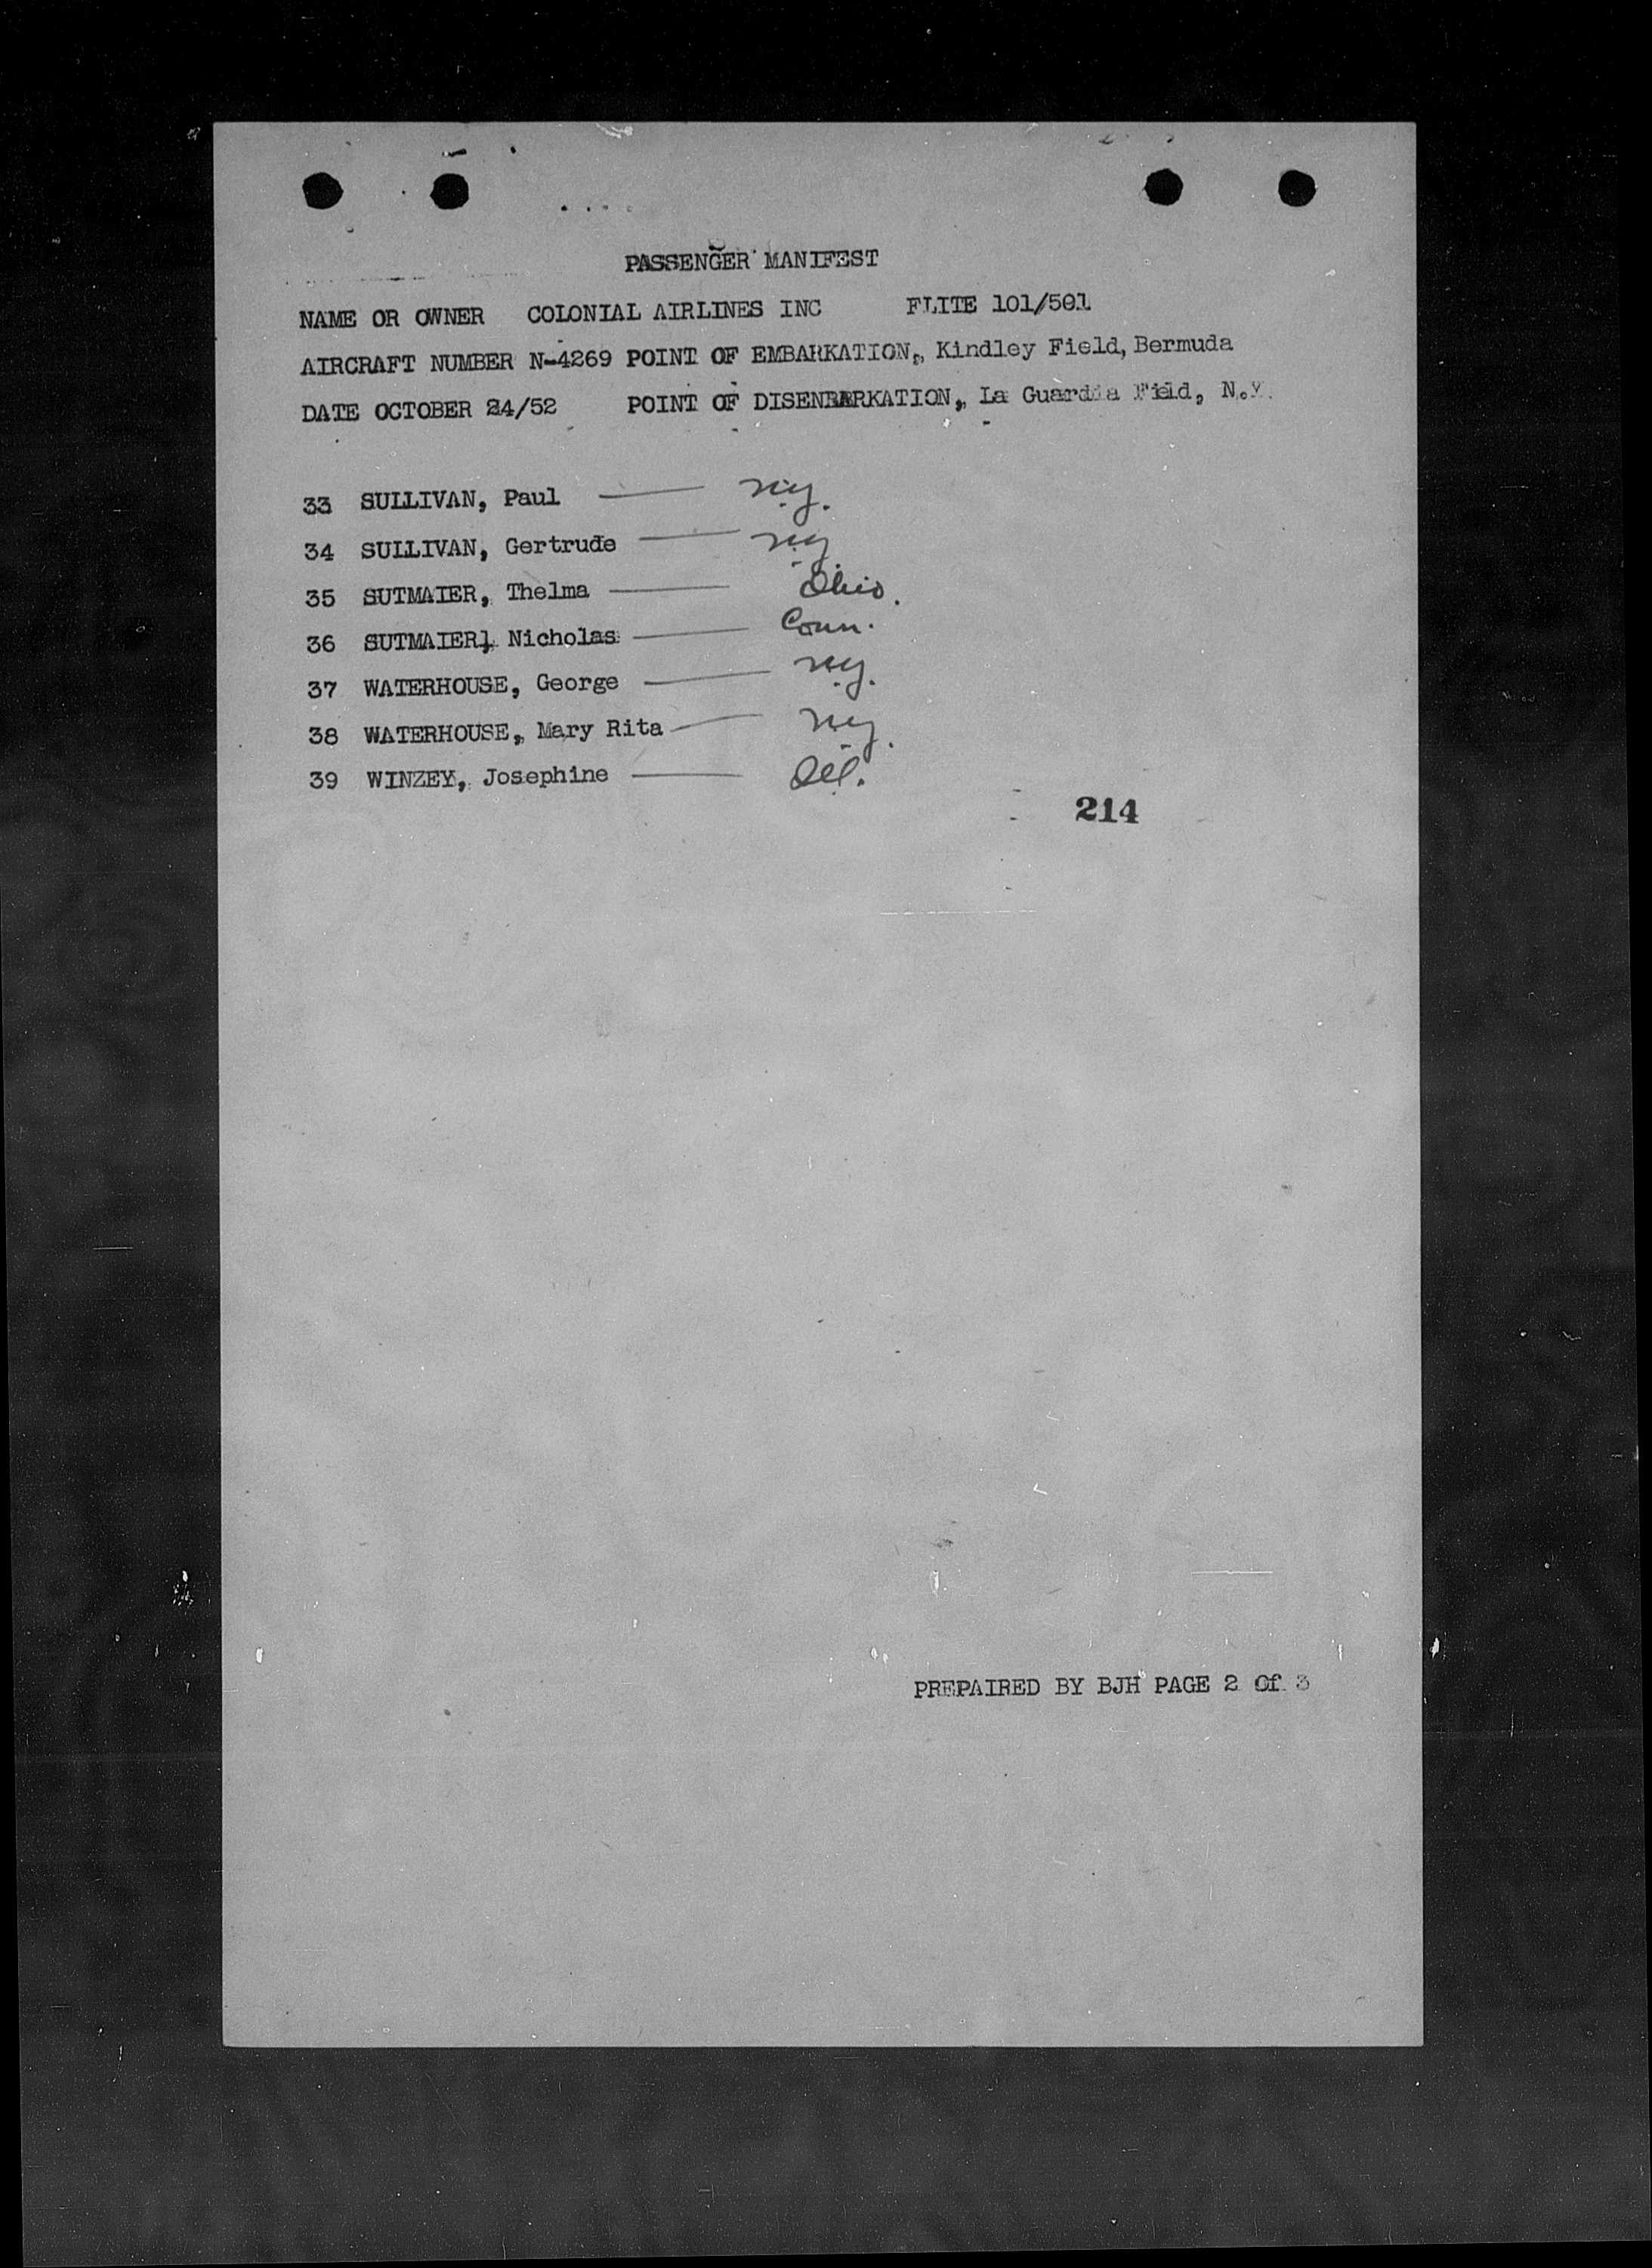 PASSENGER MANIFEST
NAME OR OWNER COLONIAL AIRLINES INC FLITE 101/501
AIRCRAFT NUMBER N-4269 POINT OF EMBARKATION, Kindley Field, Bermuda
DATE OCTOBER 24/52 POINT OF DISENBARKATION, La Guardia Field, N.Y.
33 SULLIVAN, Paul — N.Y.
34 SULLIVAN, Gertrude — N.Y.
35 SUTMAIER, Thelma — Ohio.
36 SUTMAIER, Nicholas — Conn.
37 WATERHOUSE, George — N.Y.
38 WATERHOUSE, Mary Rita — N.Y.
39 WINZEY, Josephine — Del.
214
PREPAIRED BY BJH PAGE 2 Of 3